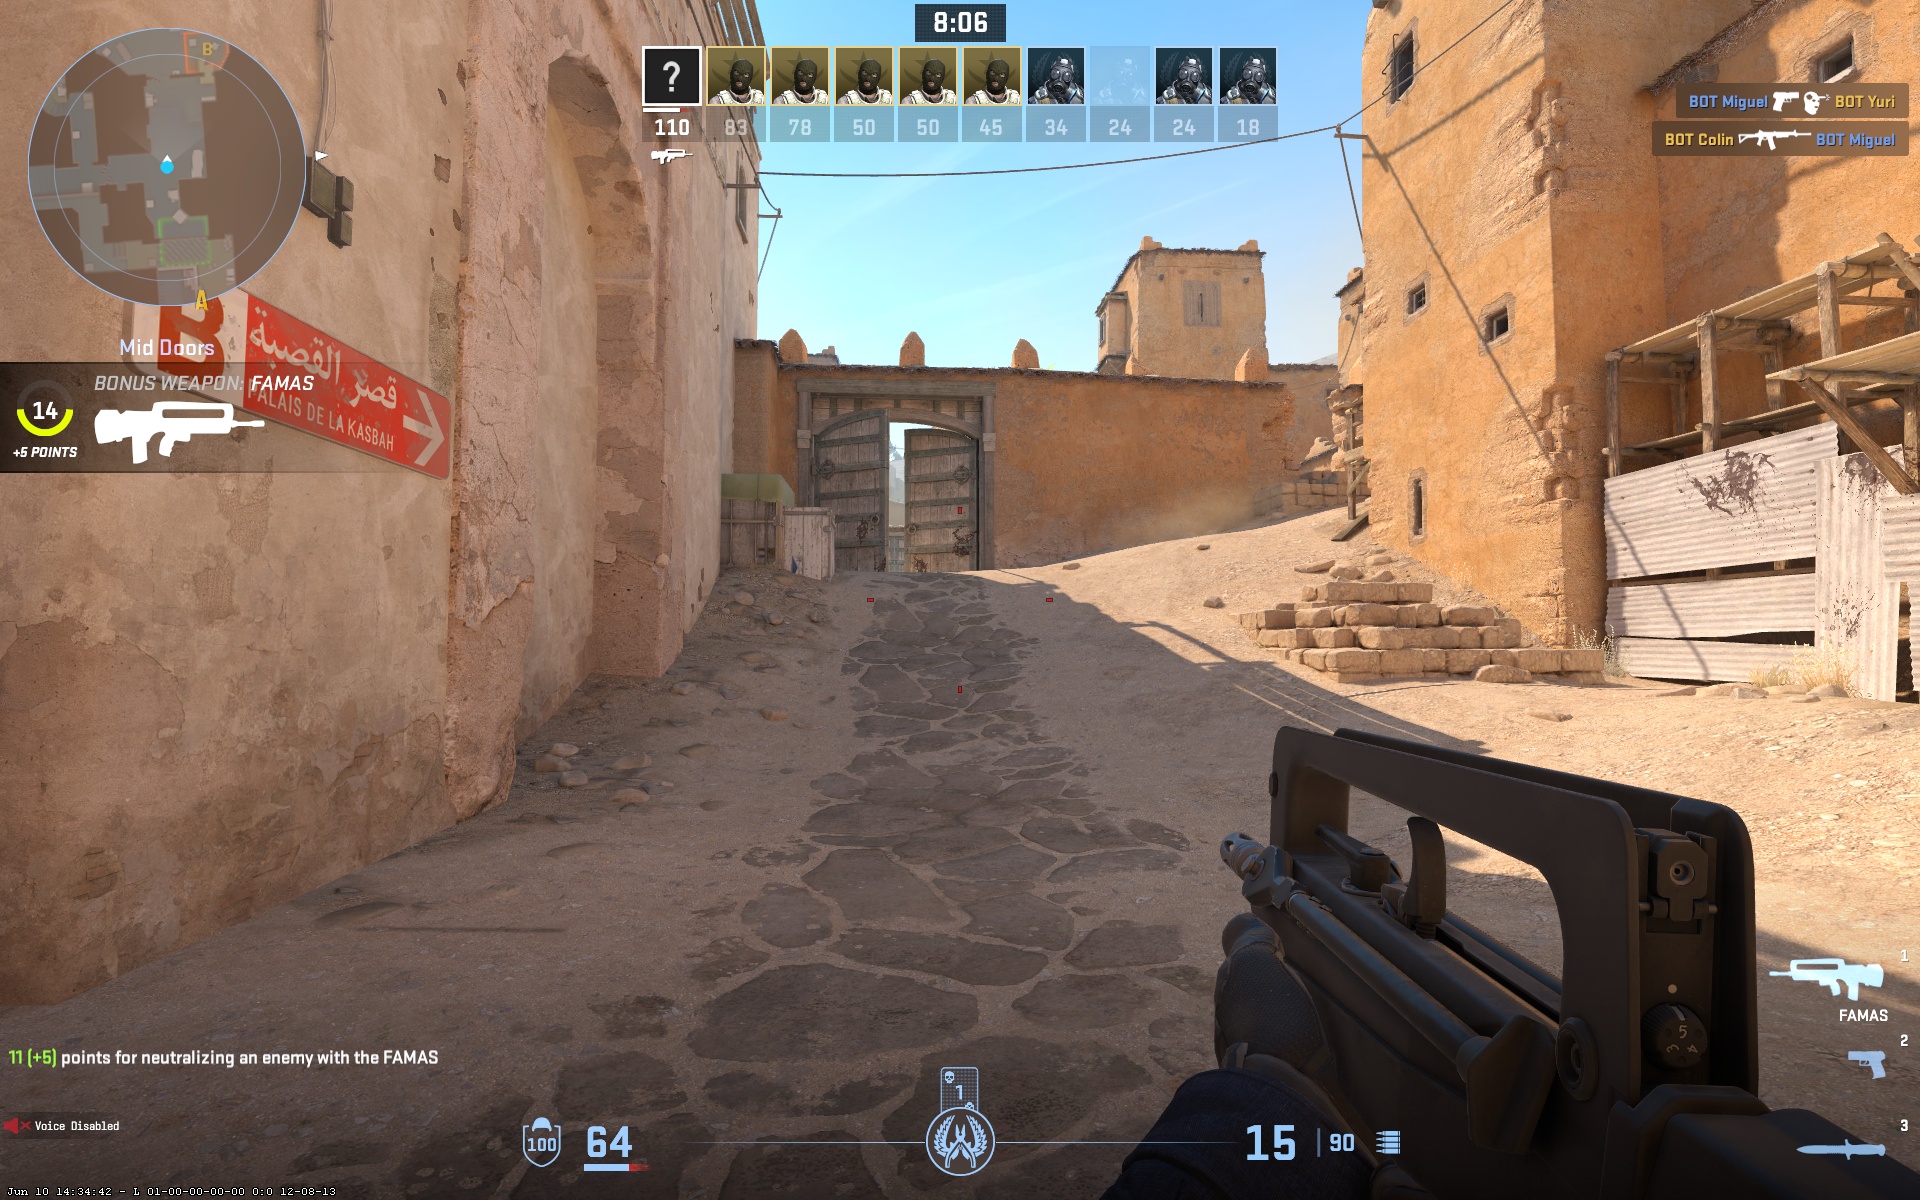 8:06
B
?
110 83 78 50 50 45 34 24 24 18
BOT Miguel BOT Yuri
BOT Colin BOT Miguel
A
Mid Doors
B
قصر القصبة
PALAIS DE LA KASBAH
BONUS WEAPON: FAMAS
14
+5 POINTS
1
FAMAS
2
3
5
11 (+5) points for neutralizing an enemy with the FAMAS
Voice Disabled
1
100 64
15 | 90
Jun 10 14:34:42 - L 01-00-00-00-00 0:0 12-08-13